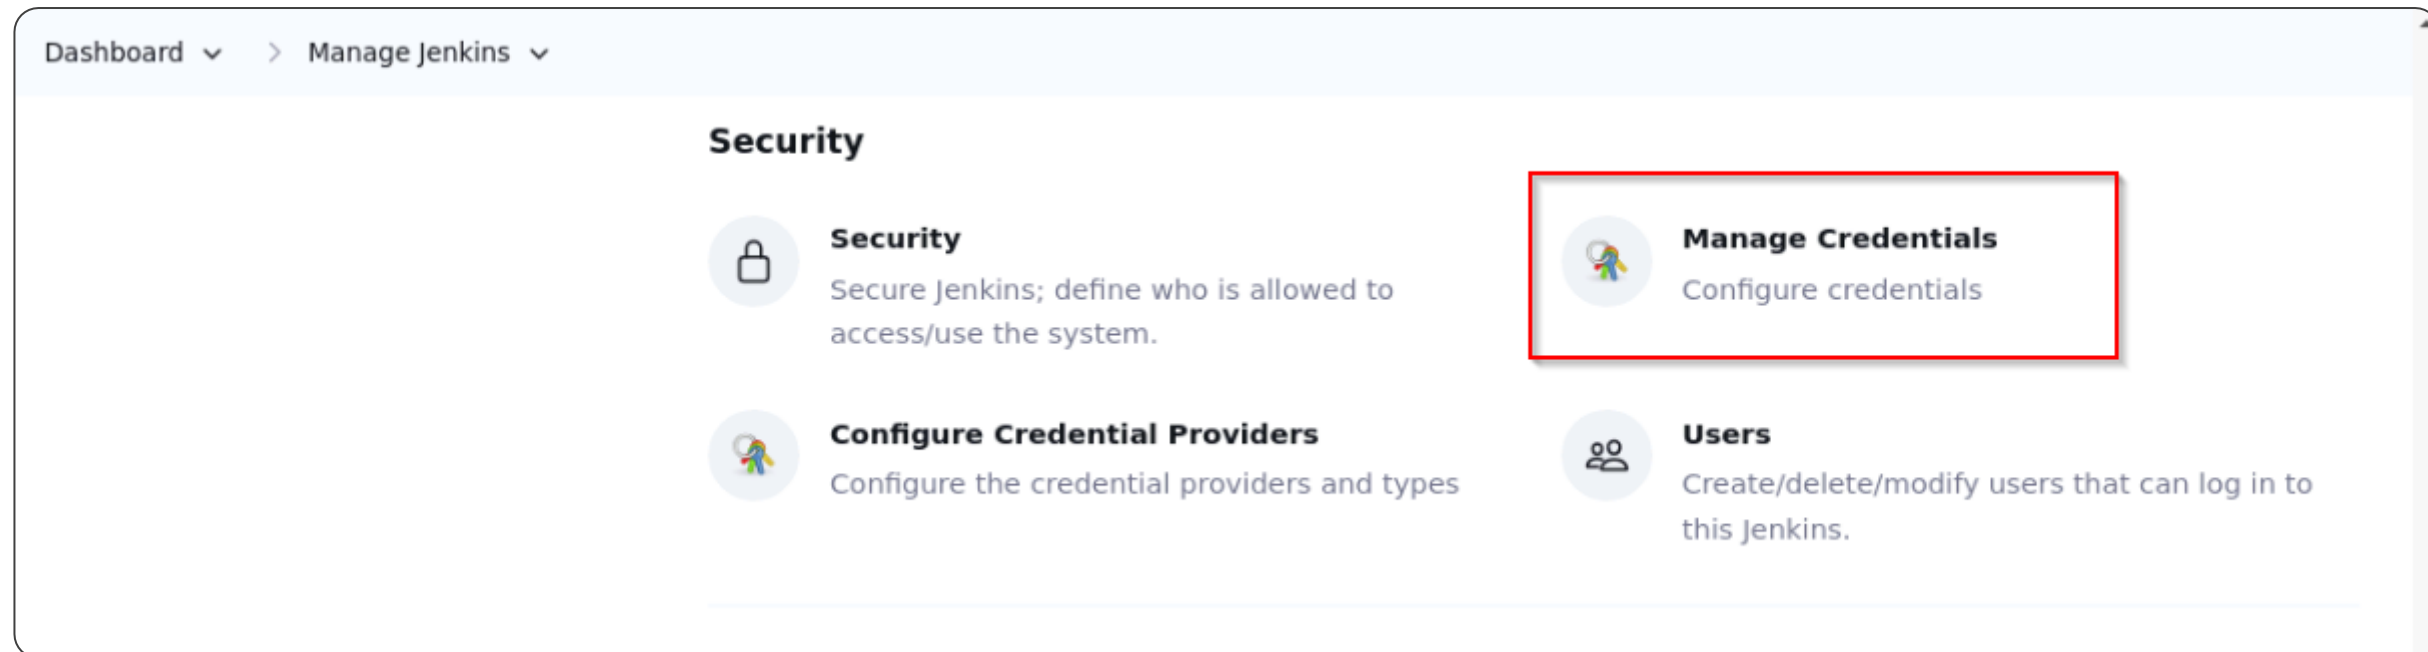 Dashboard
Manage Jenkins
Security
Security
Secure Jenkins; define who is allowed to
access/use the system.
Manage Credentials
Configure credentials
Configure Credential Providers
Configure the credential providers and types
Users
Create/delete/modify users that can log in to
this Jenkins.